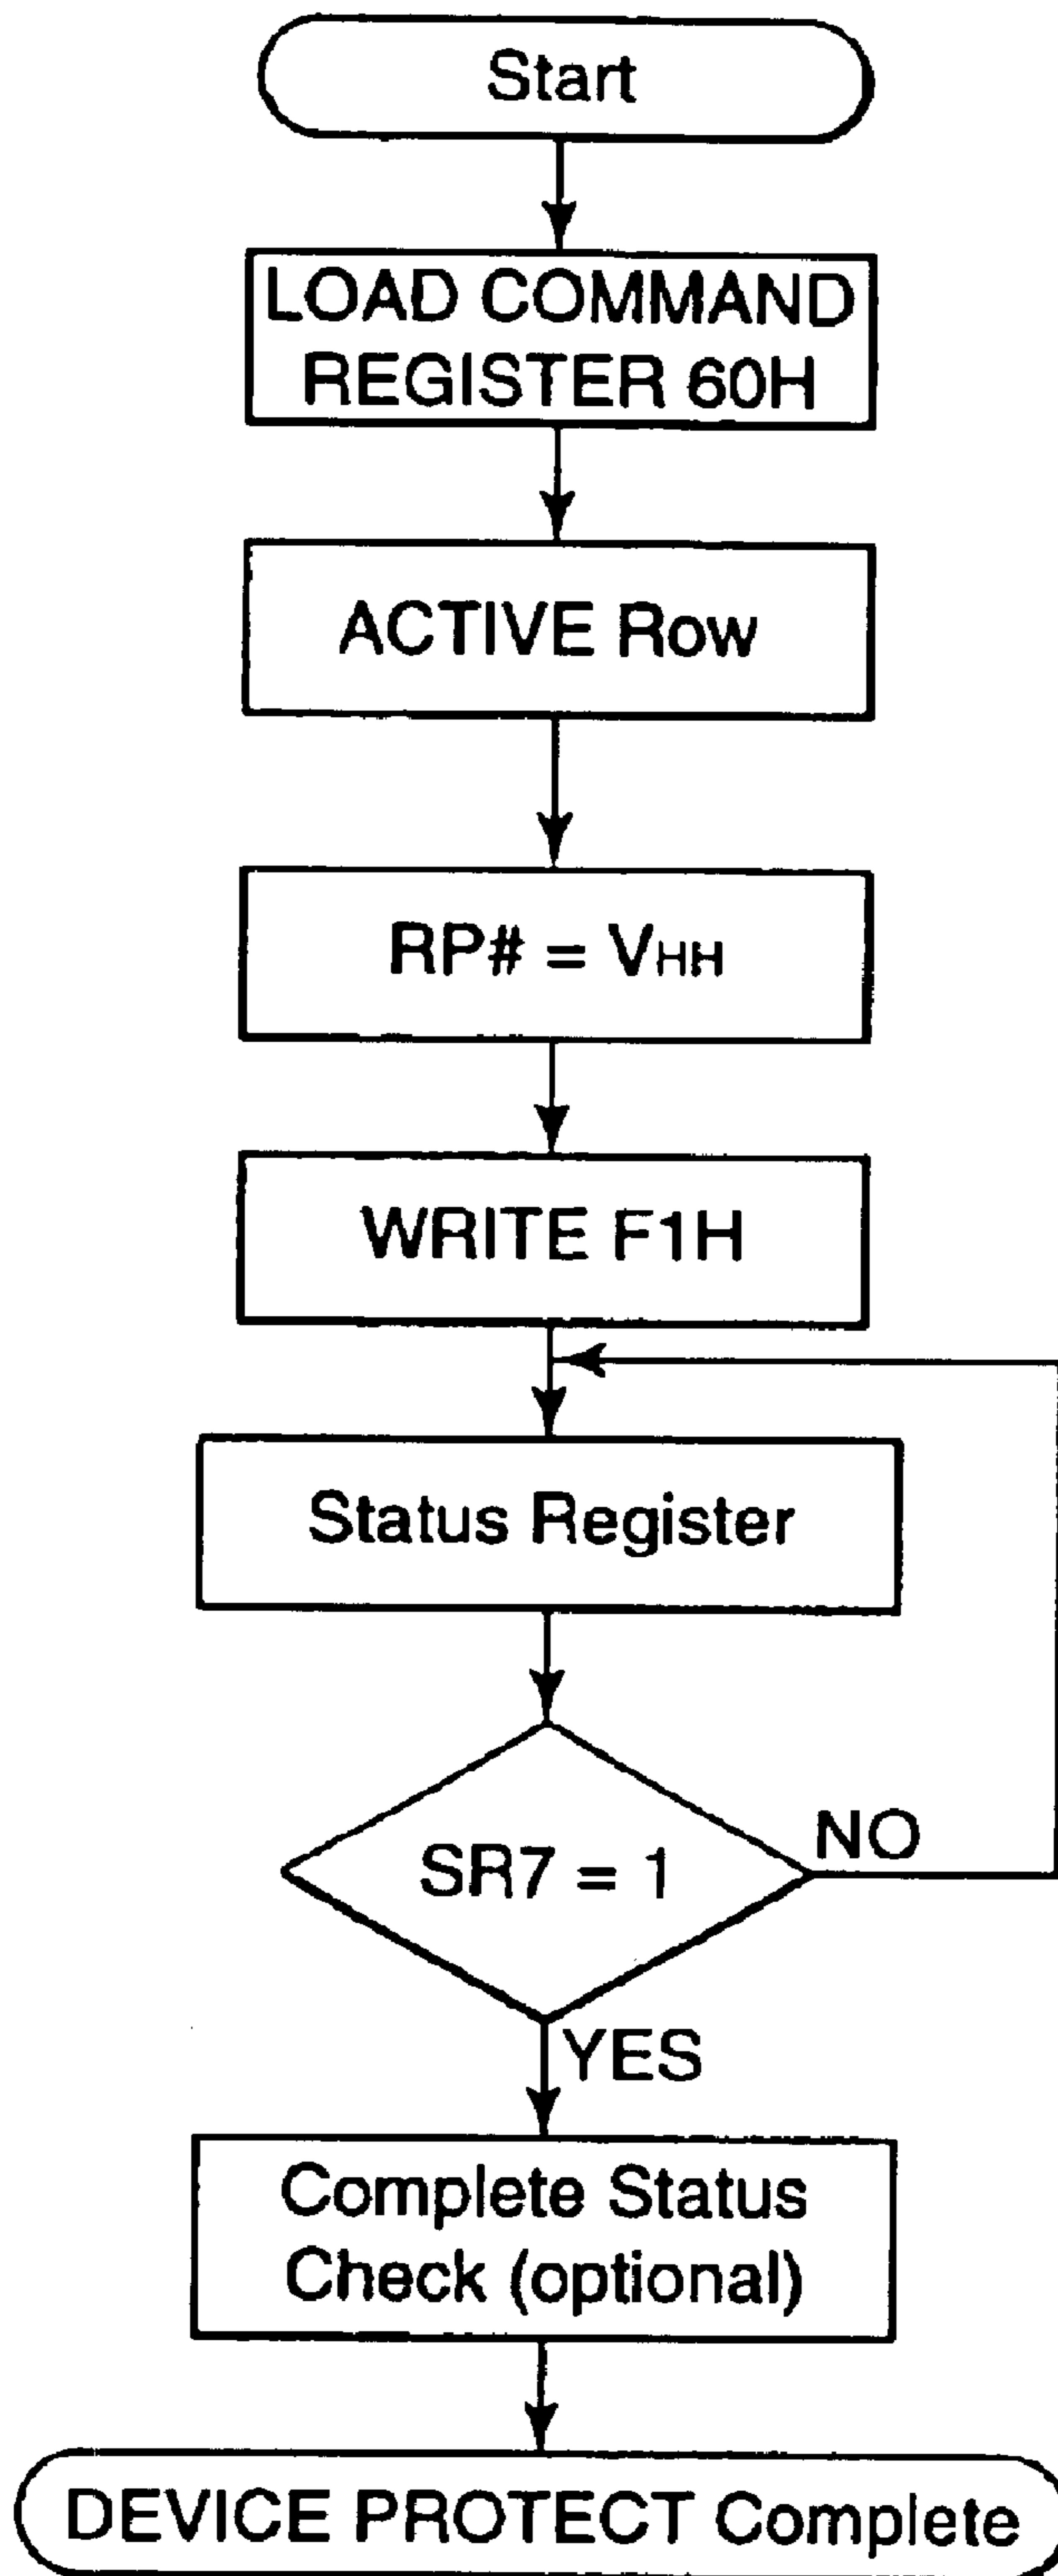 Start
LOAD COMMAND
REGISTER 60H
ACTIVE Row
RP# = VHH
WRITE F1H
Status Register
SR7 = 1
NO
YES
Complete Status
Check (optional)
DEVICE PROTECT Complete